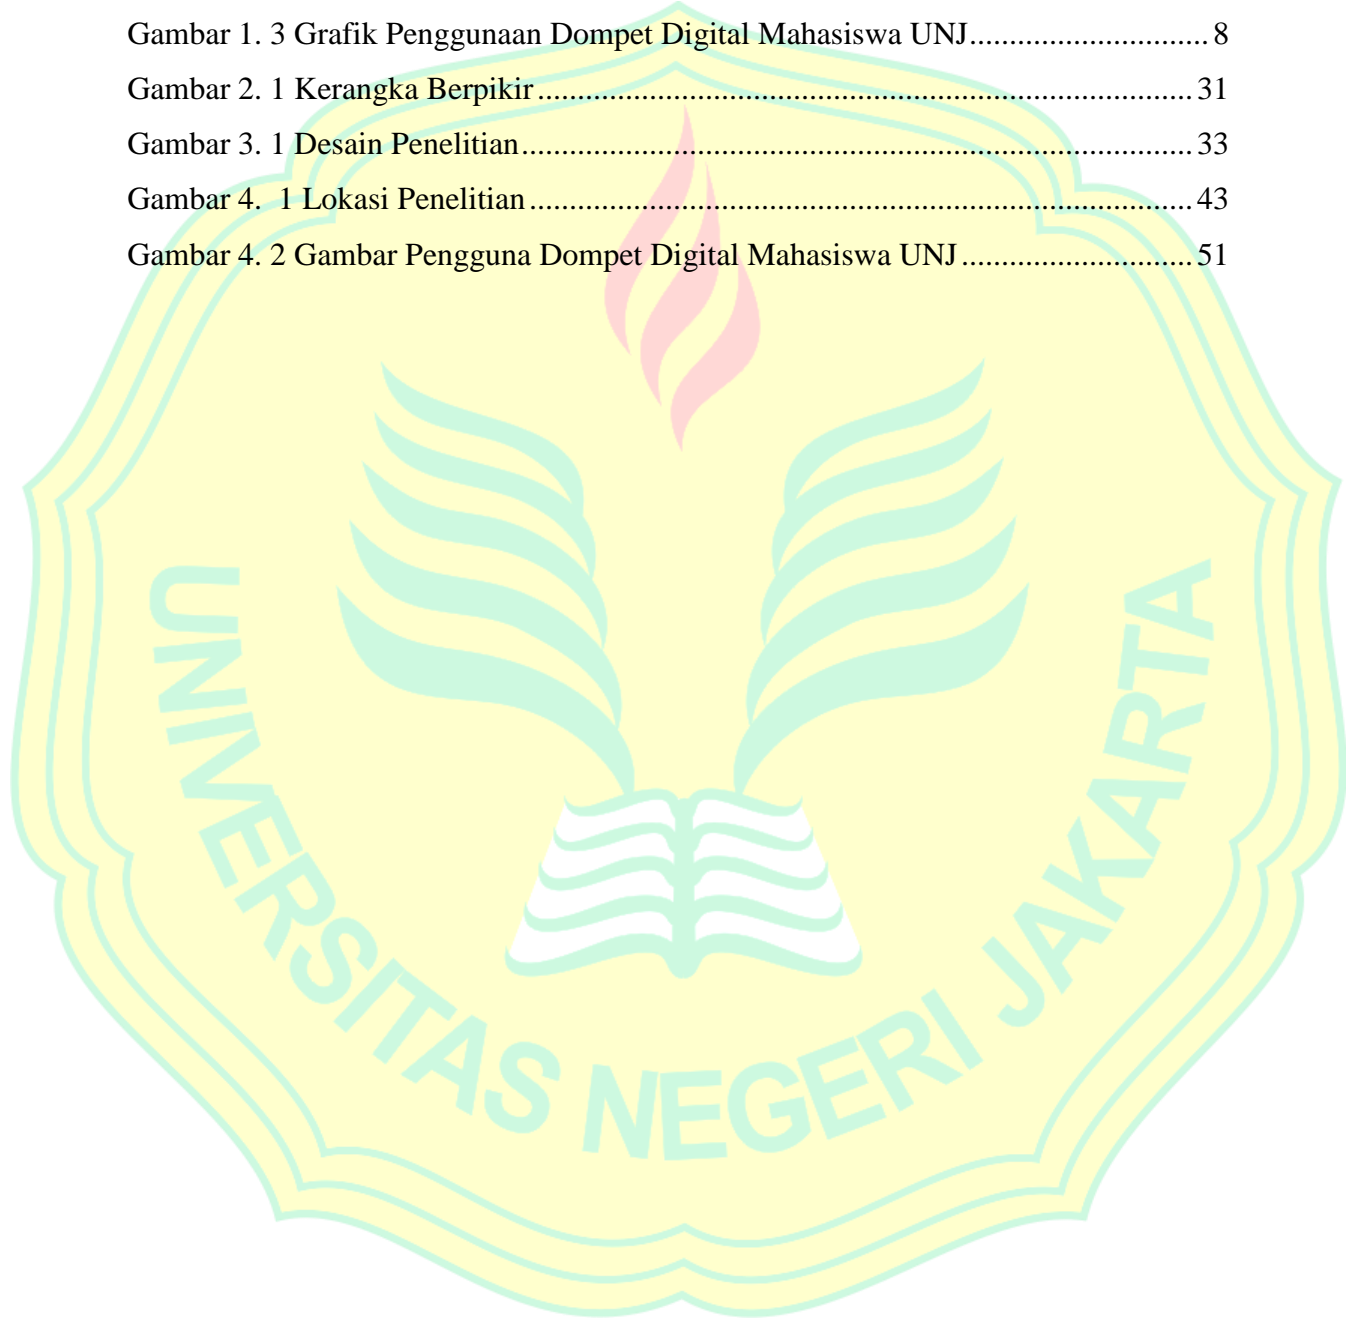 Gambar 1. 3 Grafik Penggunaan Dompet Digital Mahasiswa UNJ............................. 8
Gambar 2. 1 Kerangka Berpikir................................................................................ 31
Gambar 3. 1 Desain Penelitian.................................................................................. 33
Gambar 4.  1 Lokasi Penelitian................................................................................. 43
Gambar 4. 2 Gambar Pengguna Dompet Digital Mahasiswa UNJ............................ 51
UNIVERSITAS NEGERI JAKARTA